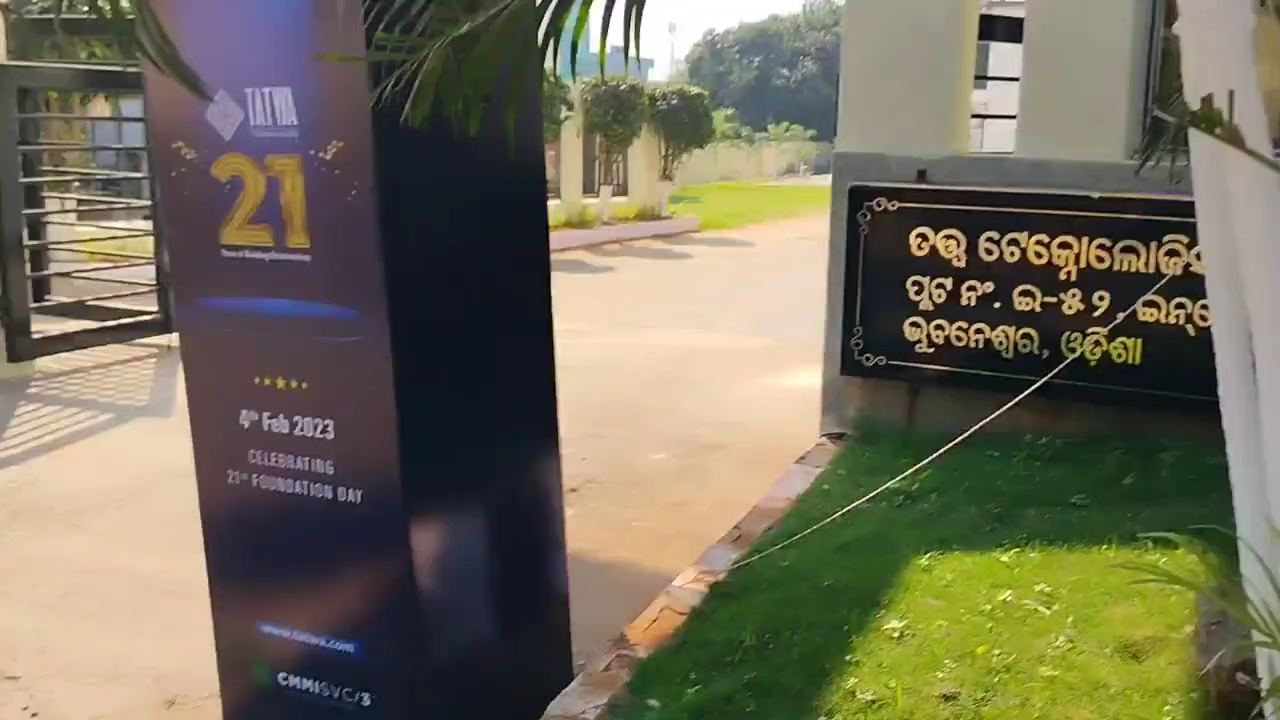 TATWA
21
4th Feb 2023
CELEBRATING
21st FOUNDATION DAY
www.tatwa.com
CMMISVC/3
ତତ୍ତ୍ୱ ଟେକ୍ନୋଲୋଜିସ
ପ୍ଲଟ ନଂ. ଇ-୫୨,
ଭୁବନେଶ୍ୱର, ଓଡ଼ିଶା